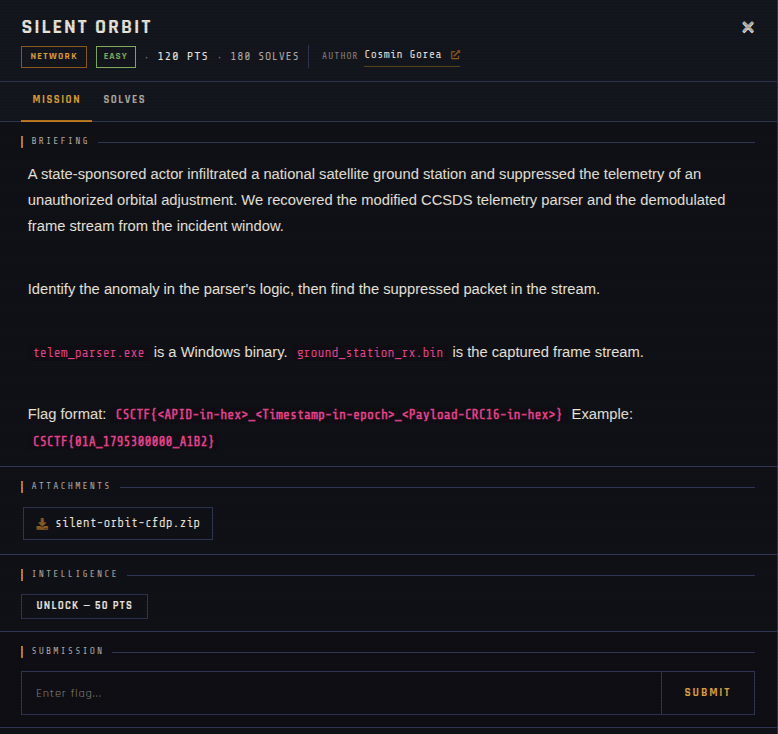 SILENT ORBIT
NETWORK EASY · 120 PTS · 180 SOLVES AUTHOR Cosmin Gorea
MISSION SOLVES
BRIEFING
A state-sponsored actor infiltrated a national satellite ground station and suppressed the telemetry of an
unauthorized orbital adjustment. We recovered the modified CCSDS telemetry parser and the demodulated
frame stream from the incident window.
Identify the anomaly in the parser's logic, then find the suppressed packet in the stream.
telem_parser.exe is a Windows binary. ground_station_rx.bin is the captured frame stream.
Flag format: CSCTF{<APID-in-hex>_<Timestamp-in-epoch>_<Payload-CRC16-in-hex>} Example:
CSCTF{01A_1795300000_A1B2}
ATTACHMENTS
silent-orbit-cfdp.zip
INTELLIGENCE
UNLOCK — 50 PTS
SUBMISSION
Enter flag...
SUBMIT